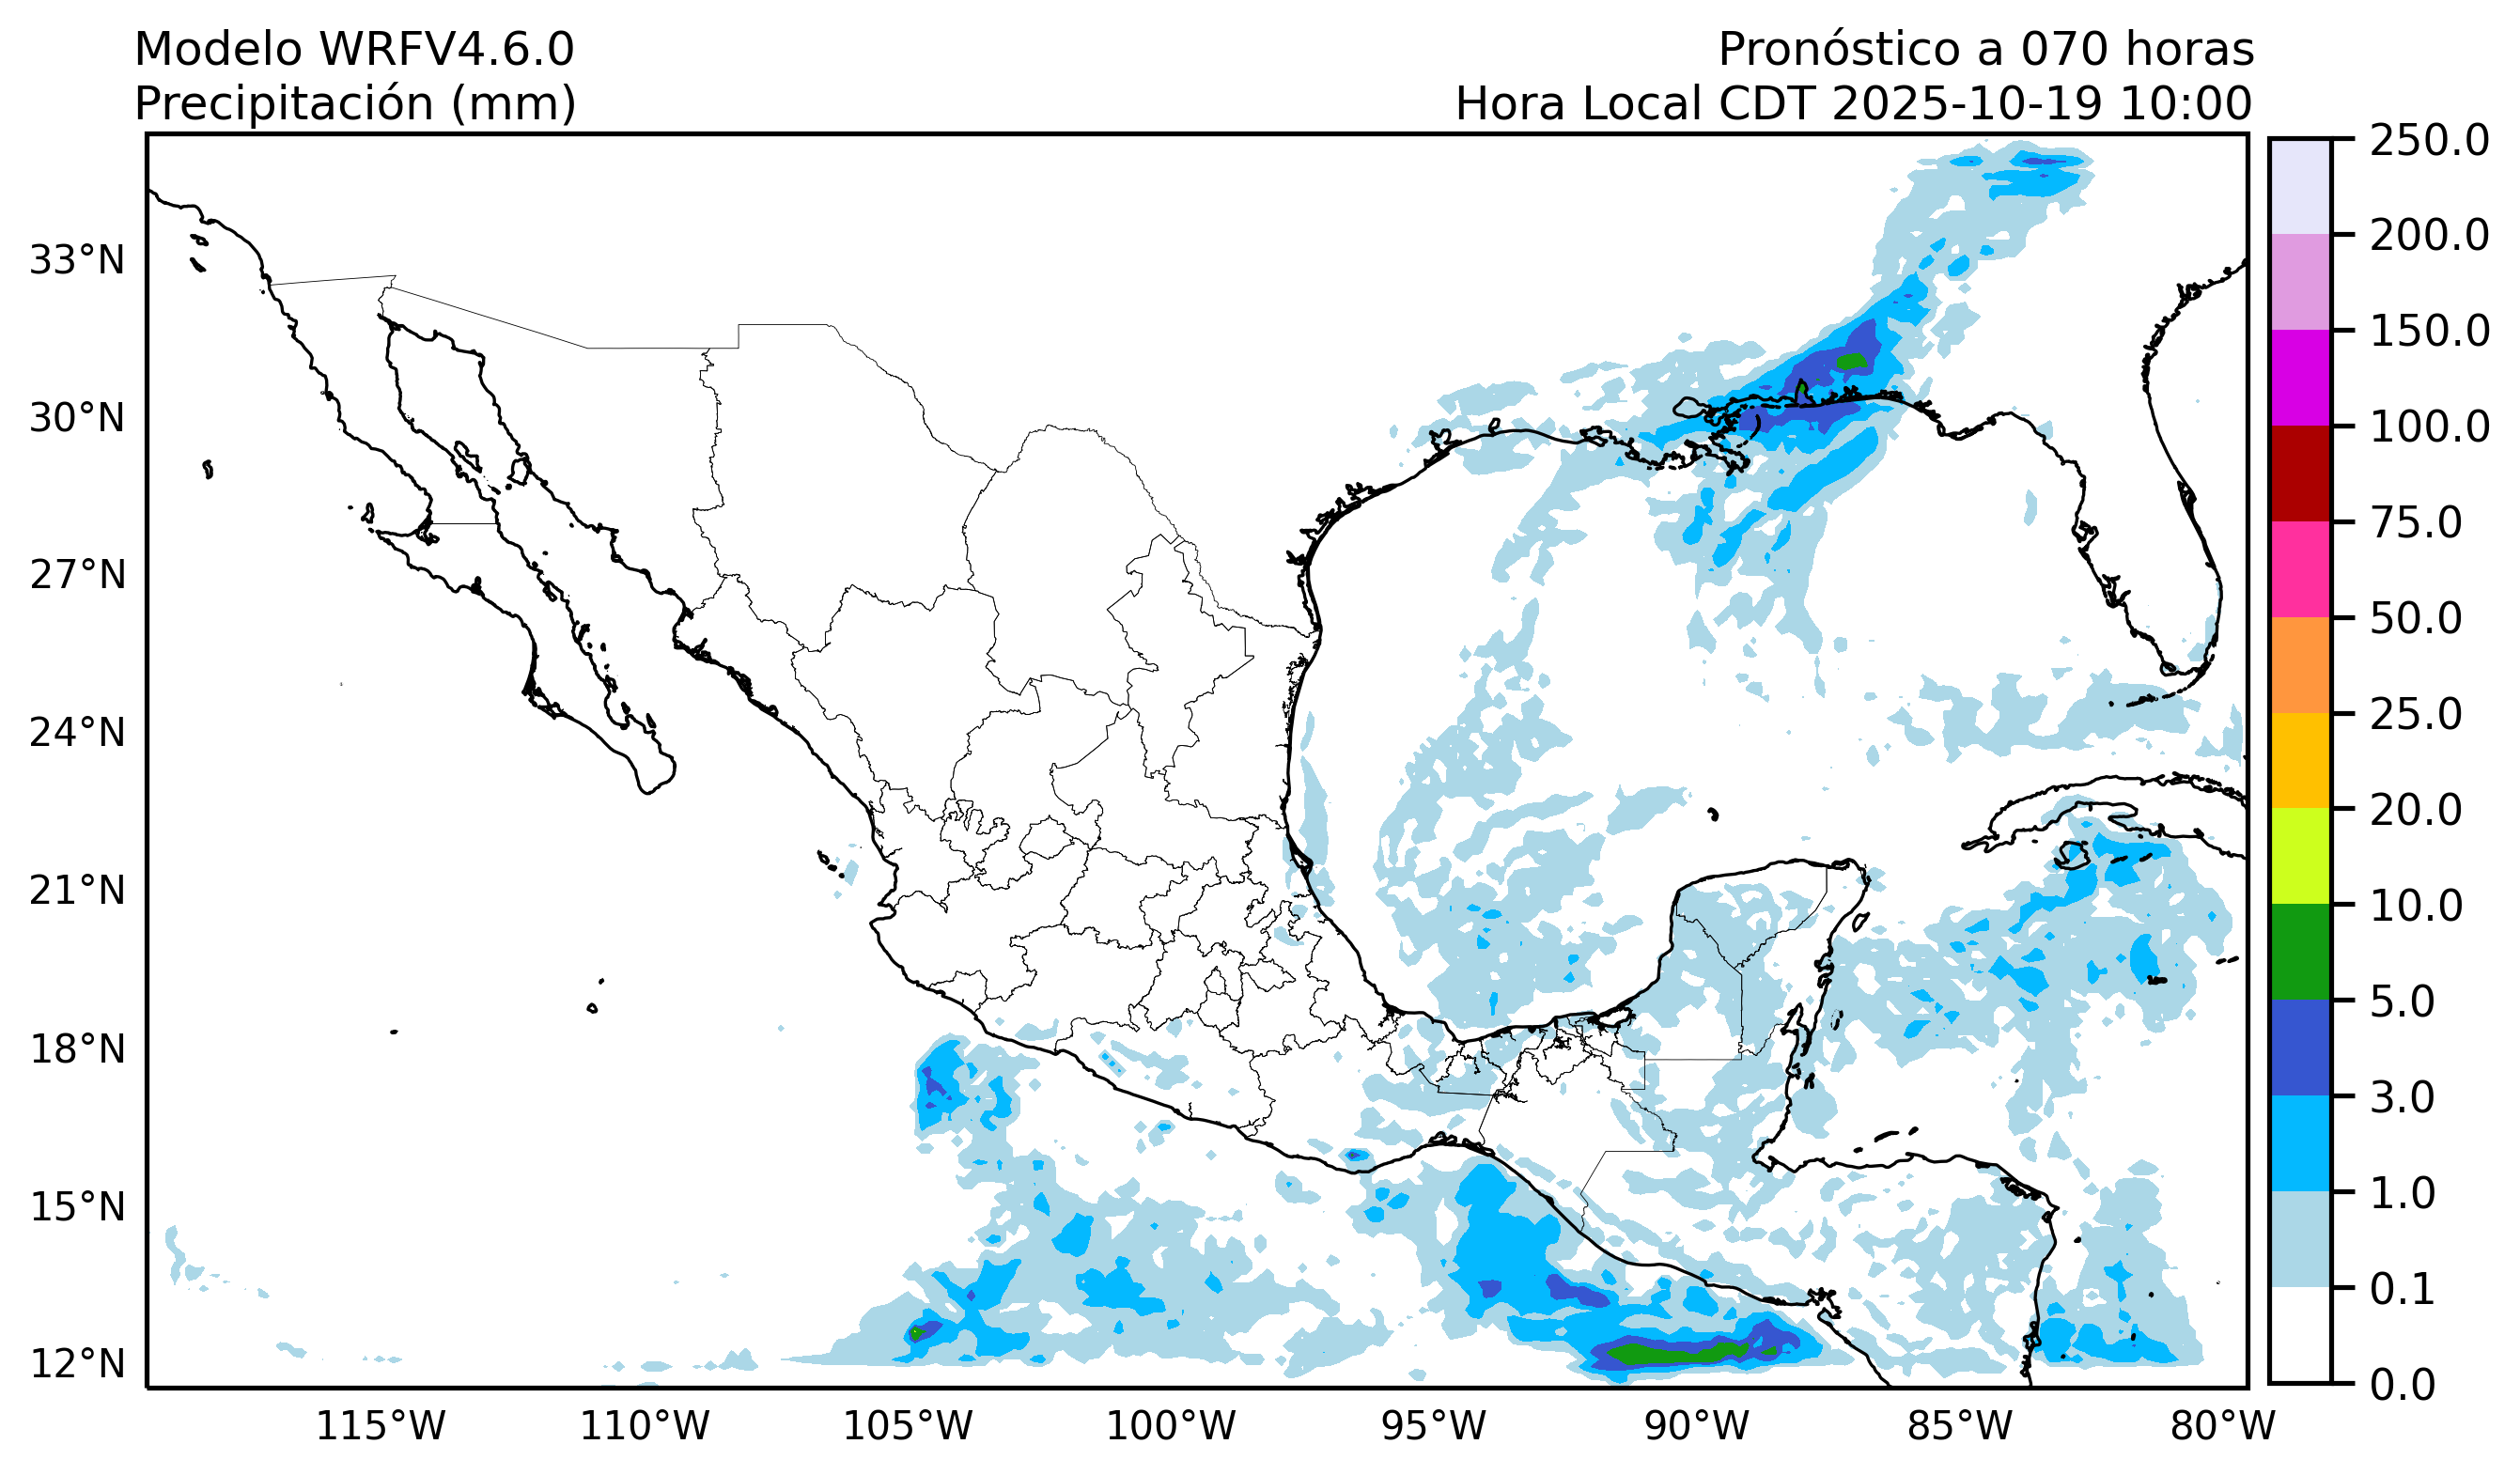 Modelo WRFV4.6.0
Precipitación (mm)
Pronóstico a 070 horas
Hora Local CDT 2025-10-19 10:00
33°N
30°N
27°N
24°N
21°N
18°N
15°N
12°N
115°W
110°W
105°W
100°W
95°W
90°W
85°W
80°W
250.0
200.0
150.0
100.0
75.0
50.0
25.0
20.0
10.0
5.0
3.0
1.0
0.1
0.0